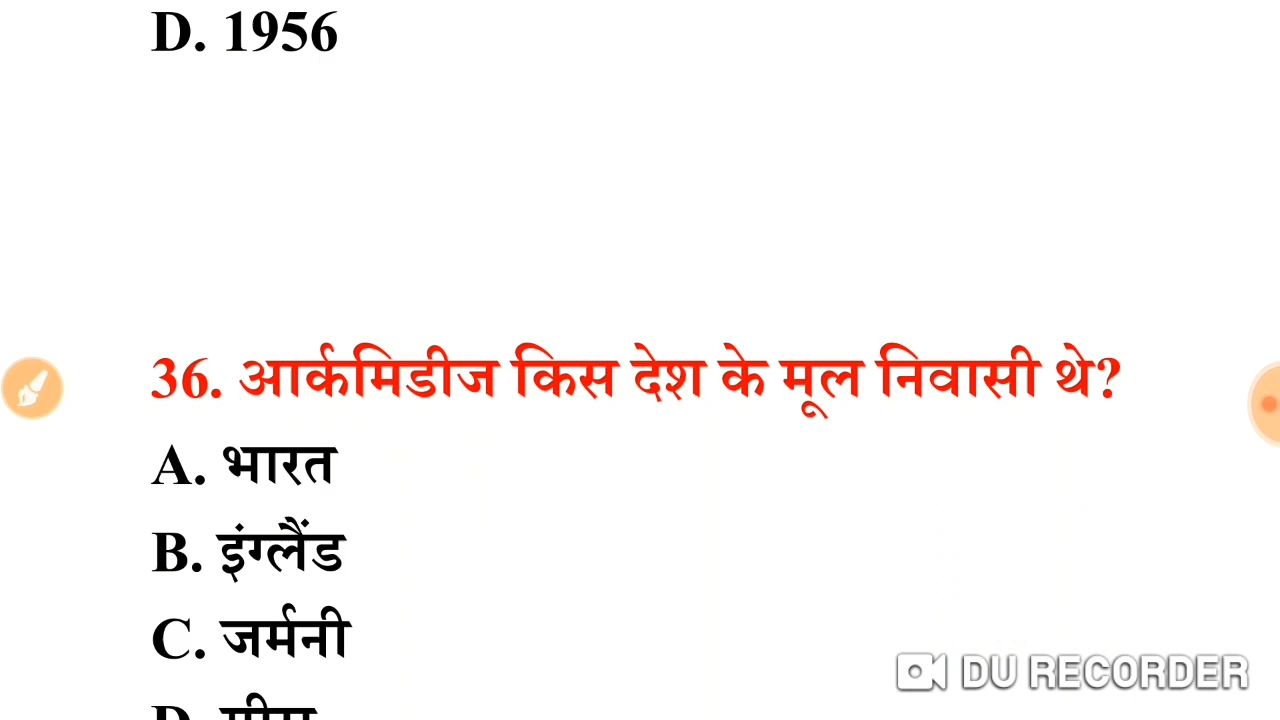 D. 1956
36. आर्कमिडीज किस देश के मूल निवासी थे?
A. भारत
B. इंग्लैंड
C. जर्मनी
DU RECORDER